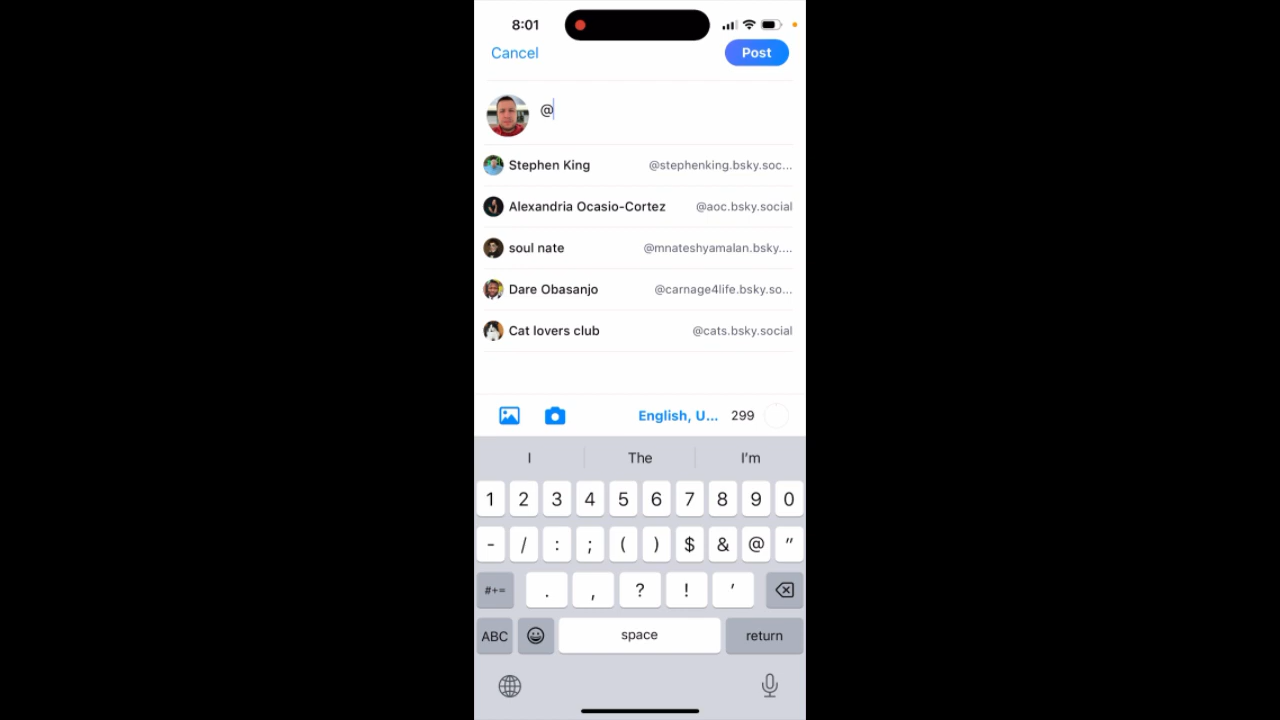 8:01
Cancel
Post
@
Stephen King @stephenking.bsky.soc...
Alexandria Ocasio-Cortez @aoc.bsky.social
soul nate @mnateshyamalan.bsky....
Dare Obasanjo @carnage4life.bsky.so...
Cat lovers club @cats.bsky.social
English, U... 299
I The I'm
1 2 3 4 5 6 7 8 9 0
- / : ; ( ) $ & @ "
#+= . , ? ! '
ABC space return